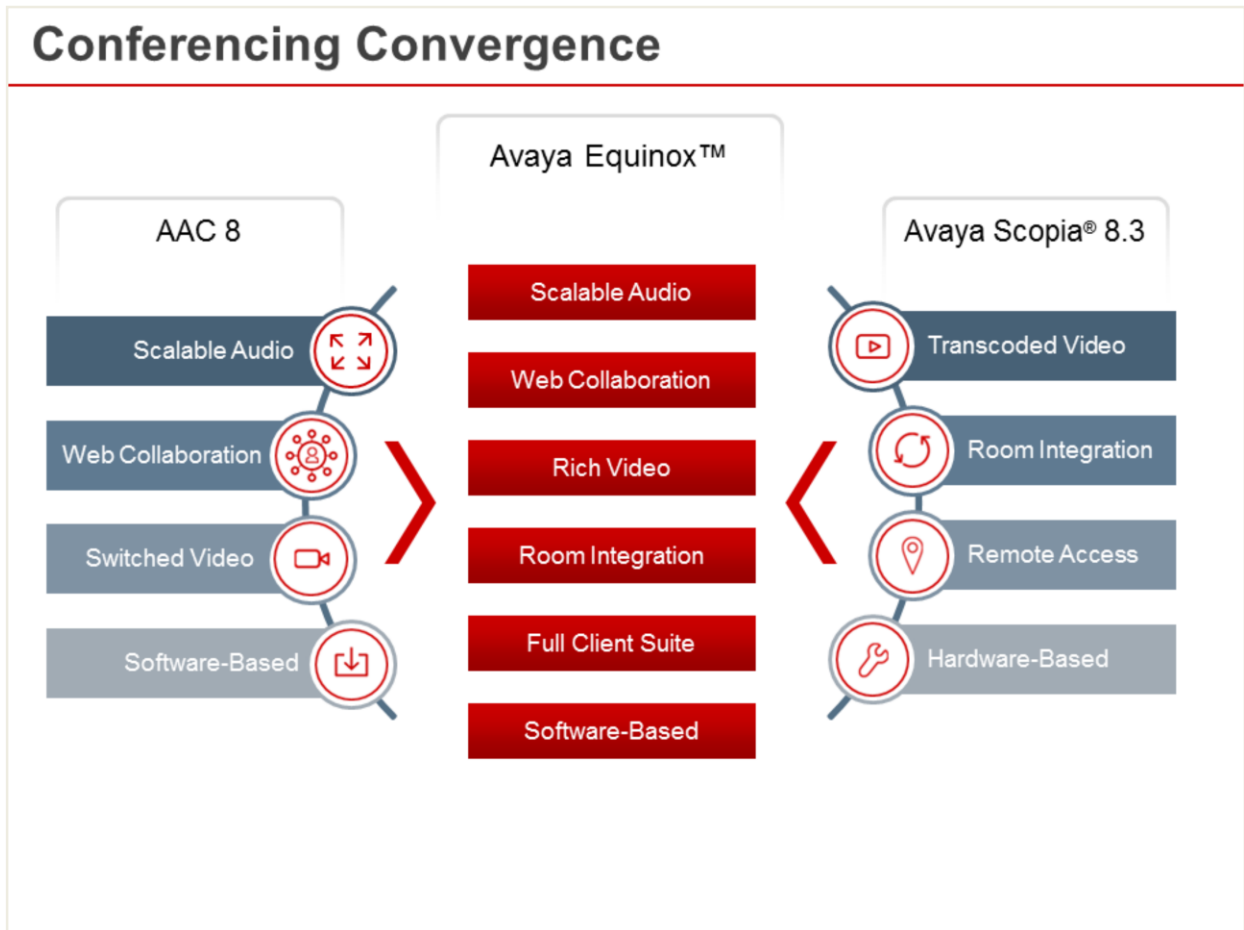 Conferencing Convergence
Avaya Equinox™
AAC 8
Scalable Audio
Web Collaboration
Switched Video
Software-Based
Scalable Audio
Web Collaboration
Rich Video
Room Integration
Full Client Suite
Software-Based
Avaya Scopia® 8.3
Transcoded Video
Room Integration
Remote Access
Hardware-Based